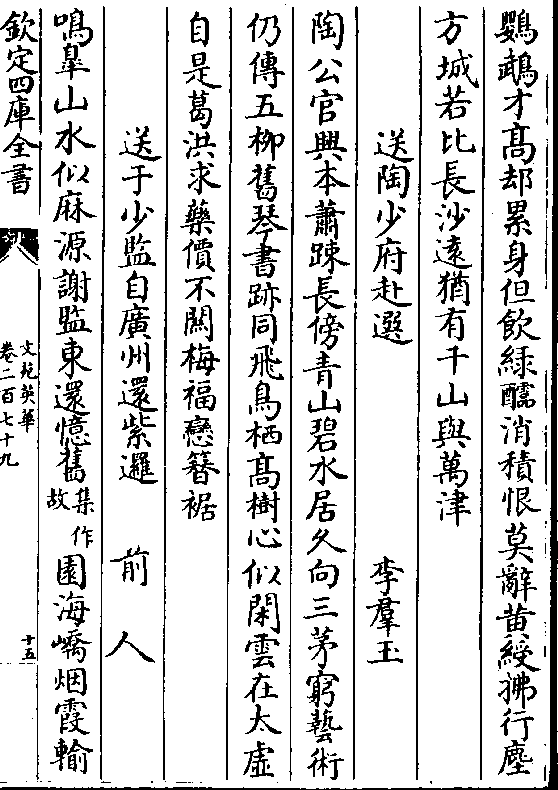 鸚鵡才髙却累身但飲緑醽消積恨莫辭黄綬拂行塵
方城若比長沙遠猶有千山與萬津
送陶少府赴選
李羣玉
陶公官興本蕭踈長傍青山碧水居久向三茅窮藝術
仍傳五柳舊琴書跡同飛鳥栖髙樹心似閑雲在太虚
自是葛洪求藥價不關梅福戀簪裾
送于少監自廣州還紫邏
前人
鳴臯山水似麻源謝監東還憶舊集作故園海嶠烟霞輸
欽定四庫全書
文苑英華
卷二百七十九
十五